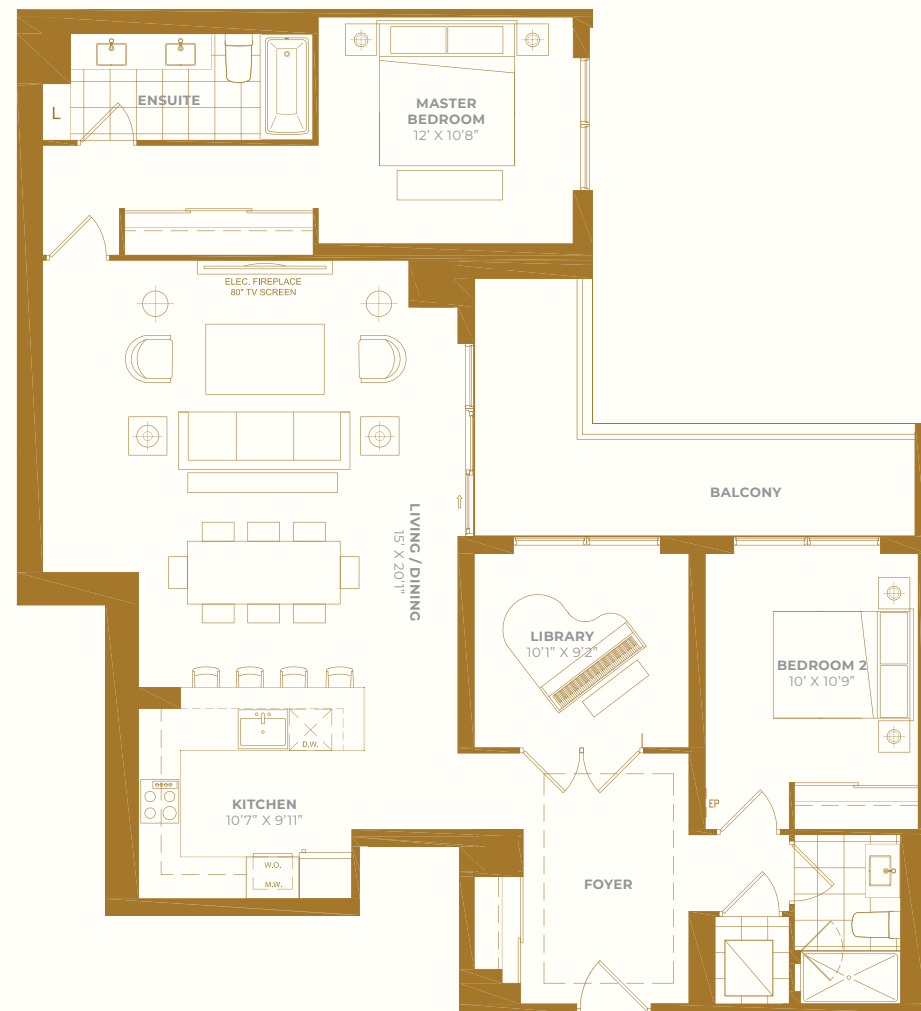 ENSUITE
L
MASTER
BEDROOM
12' X 10'8"
ELEC. FIREPLACE
80" TV SCREEN
BALCONY
LIVING / DINING
15' X 20'1"
LIBRARY
10'1" X 9'2"
BEDROOM 2
10' X 10'9"
D.W.
KITCHEN
10'7" X 9'11"
EP
W.O.
M.W.
FOYER